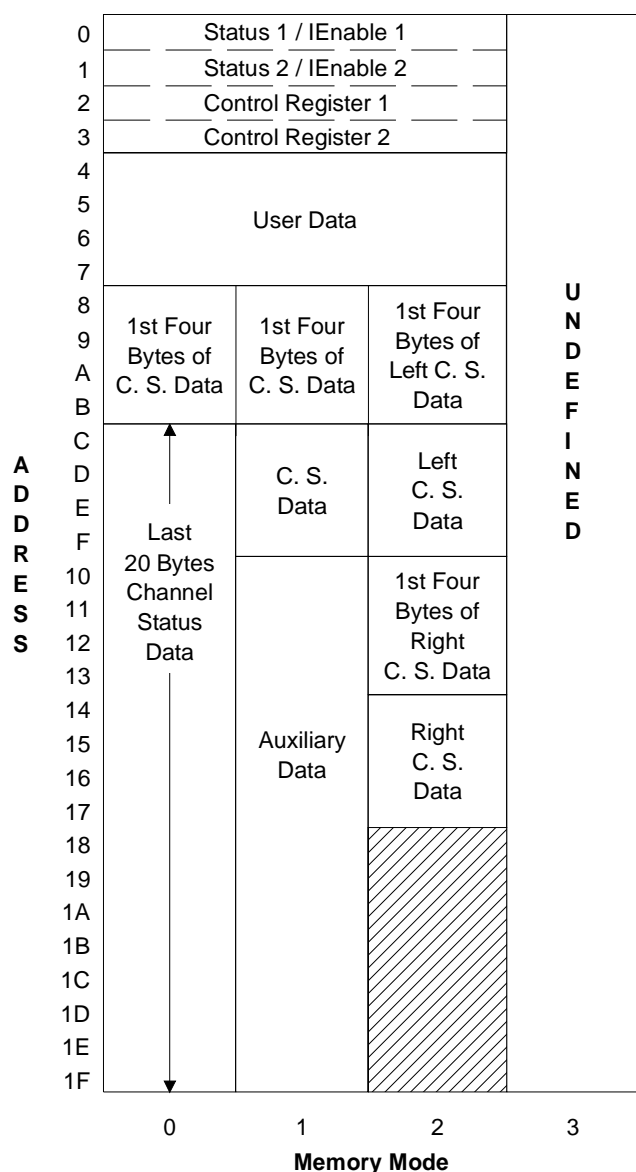 0
Status 1 / IEnable 1
1
Status 2 / IEnable 2
2
Control Register 1
3
Control Register 2
4
5
6
7
User Data
8
9
A
B
1st Four
Bytes of
C. S. Data
1st Four
Bytes of
C. S. Data
1st Four
Bytes of
Left C. S.
Data
UNDEFINED
ADDRESS
C
D
E
F
10
11
12
13
14
15
16
17
18
19
1A
1B
1C
1D
1E
1F
Last
20 Bytes
Channel
Status
Data
C. S.
Data
Auxiliary
Data
Left
C. S.
Data
1st Four
Bytes of
Right
C. S. Data
Right
C. S.
Data
0 1 2 3
Memory Mode